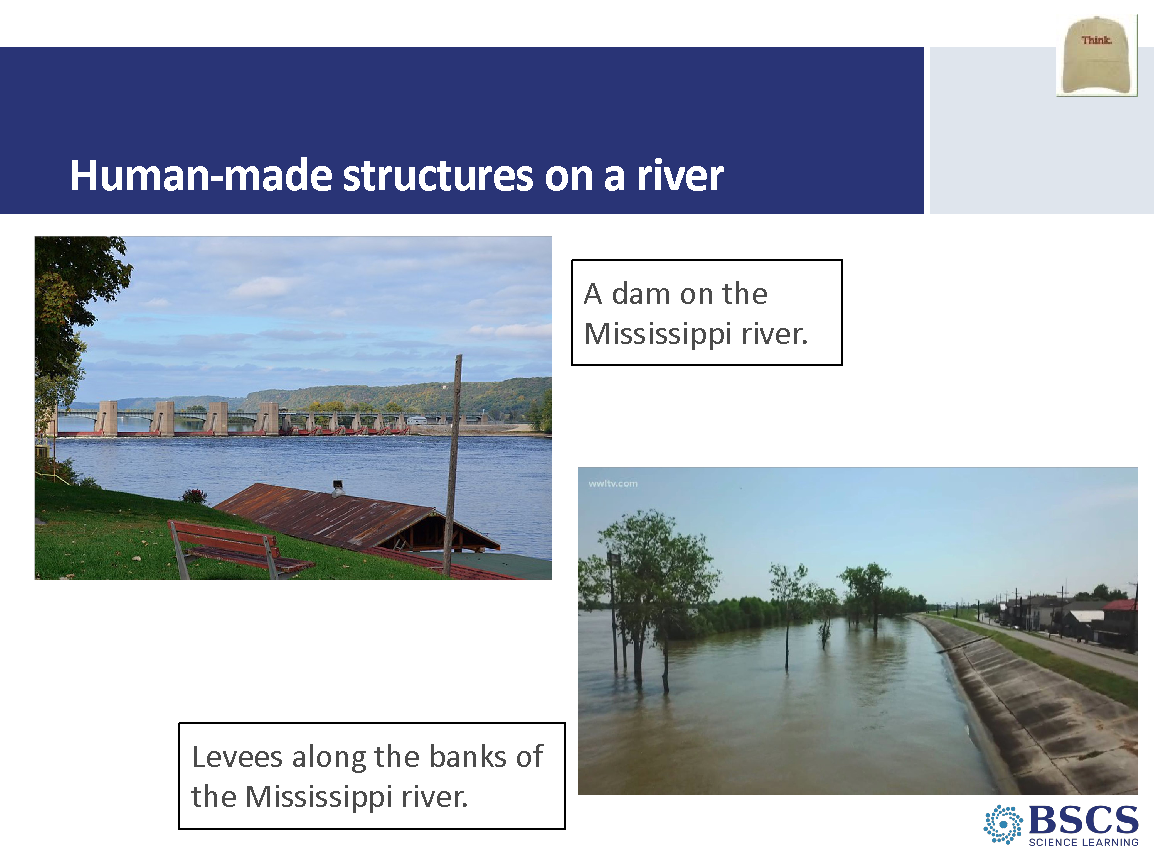 Think.
Human-made structures on a river
A dam on the
Mississippi river.
wwltv.com
Levees along the banks of
the Mississippi river.
BSCS
SCIENCE LEARNING